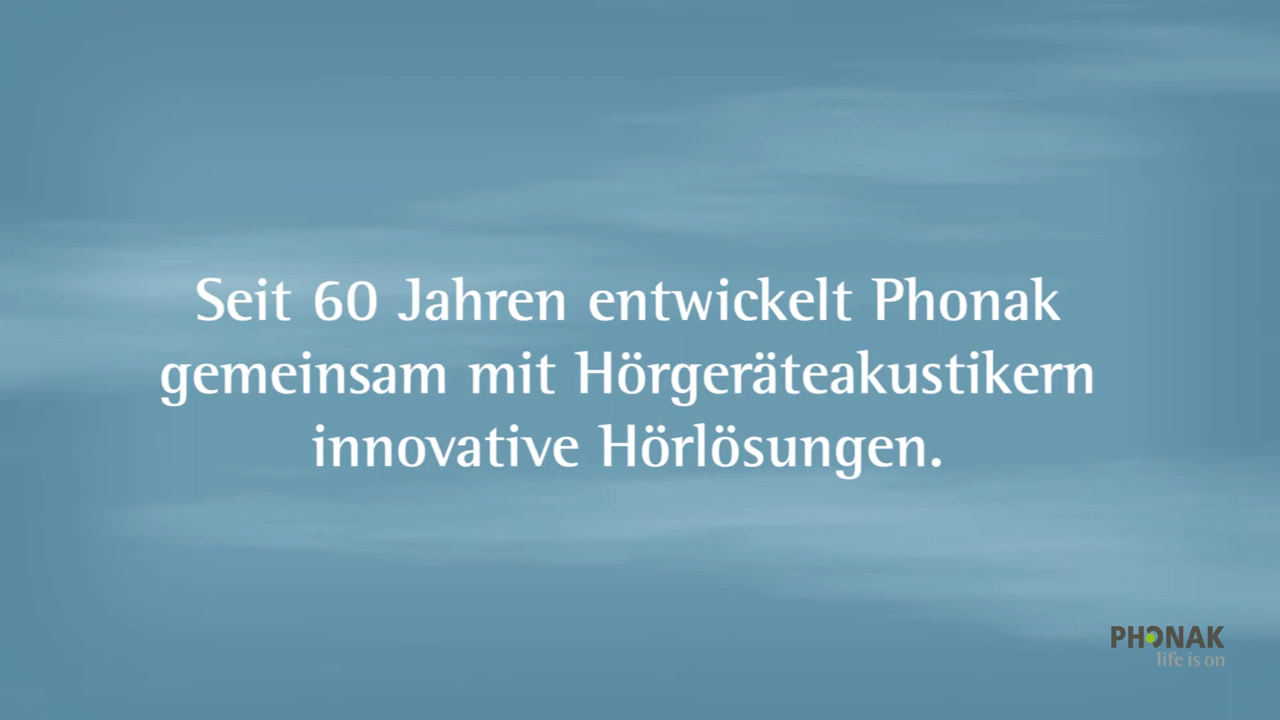 Seit 60 Jahren entwickelt Phonak
gemeinsam mit Hörgeräteakustikern
innovative Hörlösungen.
PHONAK
life is on